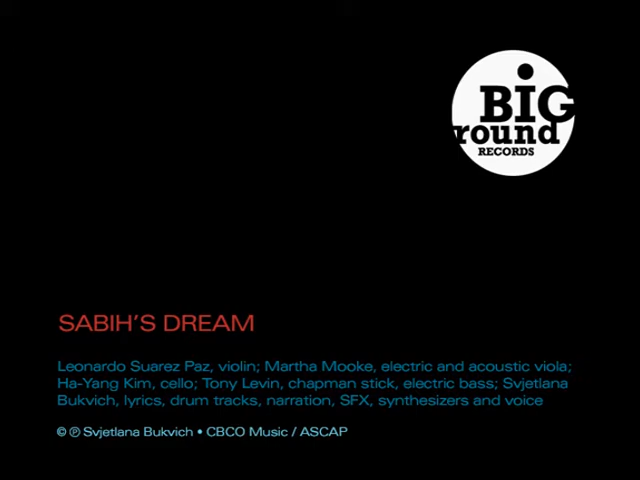 BIG
round
RECORDS
SABIH'S DREAM
Leonardo Suarez Paz, violin; Martha Mooke, electric and acoustic viola;
Ha-Yang Kim, cello; Tony Levin, chapman stick, electric bass; Svjetlana
Bukvich, lyrics, drum tracks, narration, SFX, synthesizers and voice
© ℗ Svjetlana Bukvich • CBCO Music / ASCAP